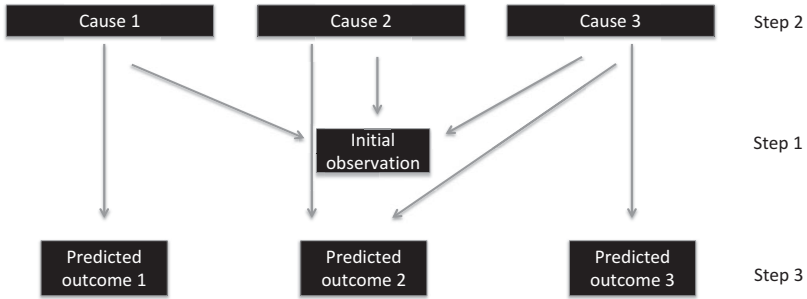 Cause 1
Cause 2
Cause 3
Step 2
Initial
observation
Step 1
Predicted
outcome 1
Predicted
outcome 2
Predicted
outcome 3
Step 3